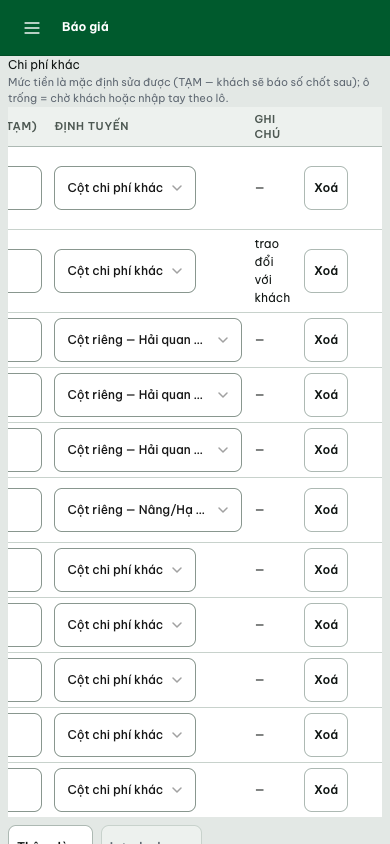 Báo giá
Chi phí khác
Mức tiền là mặc định sửa được (TẠM — khách sẽ báo số chốt sau); ô
trống = chờ khách hoặc nhập tay theo lô.
TẠM) ĐỊNH TUYẾN GHI
CHÚ
Cột chi phí khác — Xoá
Cột chi phí khác trao
đổi
với
khách Xoá
Cột riêng — Hải quan ... — Xoá
Cột riêng — Hải quan ... — Xoá
Cột riêng — Hải quan ... — Xoá
Cột riêng — Nâng/Hạ ... — Xoá
Cột chi phí khác — Xoá
Cột chi phí khác — Xoá
Cột chi phí khác — Xoá
Cột chi phí khác — Xoá
Cột chi phí khác — Xoá